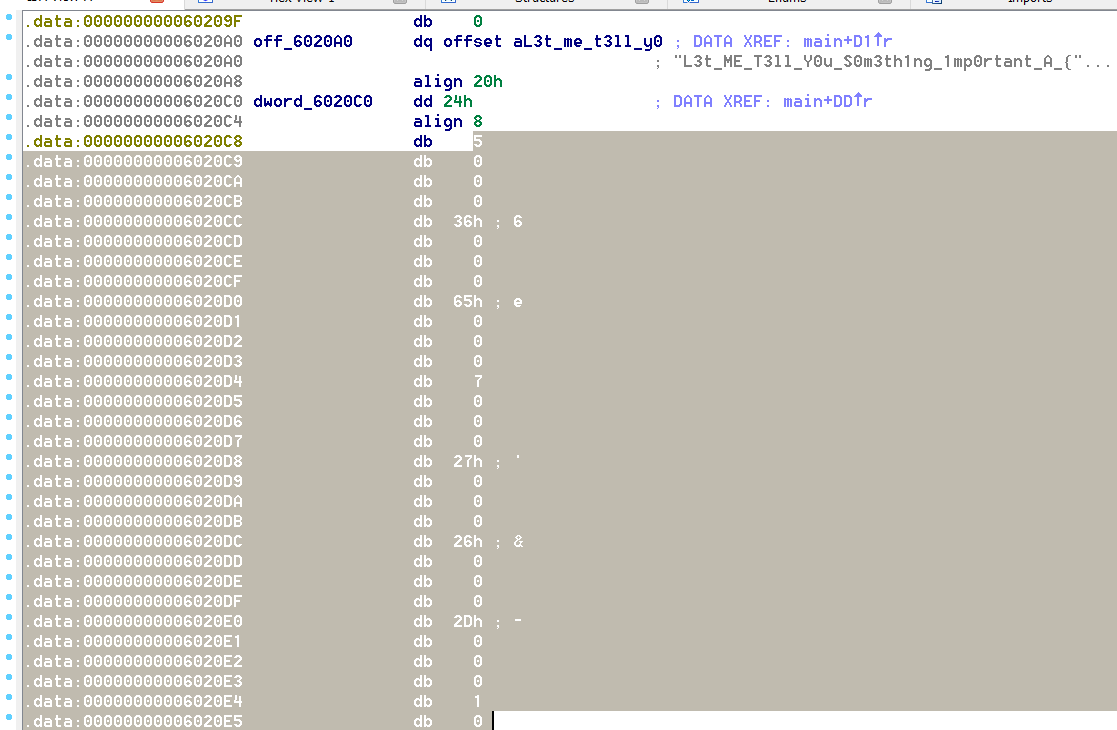 Hex View-1 Structures Enums Imports
.data:000000000060209F db 0
.data:00000000006020A0 off_6020A0 dq offset aL3t_me_t3ll_y0 ; DATA XREF: main+D1↑r
.data:00000000006020A0 ; "L3t_ME_T3ll_Y0u_S0m3th1ng_1mp0rtant_A_{"...
.data:00000000006020A8 align 20h
.data:00000000006020C0 dword_6020C0 dd 24h ; DATA XREF: main+DD↑r
.data:00000000006020C4 align 8
.data:00000000006020C8 db 5
.data:00000000006020C9 db 0
.data:00000000006020CA db 0
.data:00000000006020CB db 0
.data:00000000006020CC db 36h ; 6
.data:00000000006020CD db 0
.data:00000000006020CE db 0
.data:00000000006020CF db 0
.data:00000000006020D0 db 65h ; e
.data:00000000006020D1 db 0
.data:00000000006020D2 db 0
.data:00000000006020D3 db 0
.data:00000000006020D4 db 7
.data:00000000006020D5 db 0
.data:00000000006020D6 db 0
.data:00000000006020D7 db 0
.data:00000000006020D8 db 27h ; '
.data:00000000006020D9 db 0
.data:00000000006020DA db 0
.data:00000000006020DB db 0
.data:00000000006020DC db 26h ; &
.data:00000000006020DD db 0
.data:00000000006020DE db 0
.data:00000000006020DF db 0
.data:00000000006020E0 db 2Dh ; -
.data:00000000006020E1 db 0
.data:00000000006020E2 db 0
.data:00000000006020E3 db 0
.data:00000000006020E4 db 1
.data:00000000006020E5 db 0